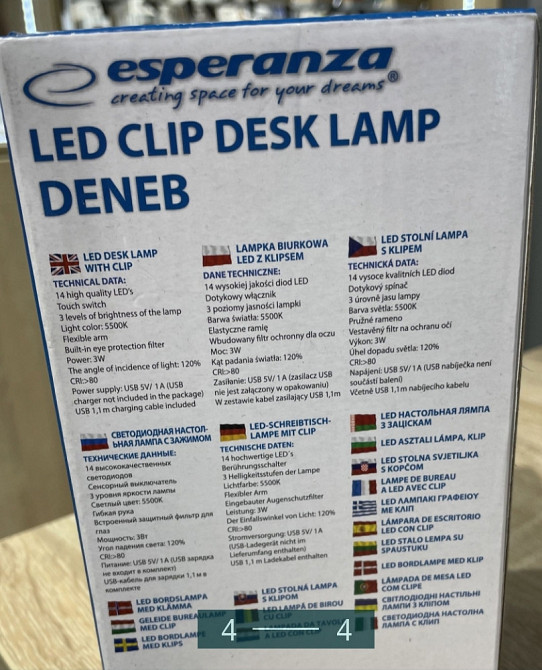 esperanza®
creating space for your dreams
LED CLIP DESK LAMP
DENEB
LED DESK LAMP
WITH CLIP
TECHNICAL DATA:
14 high quality LED's
Touch switch
3 levels of brightness of the lamp
Light color: 5500K
Flexible arm
Built-in eye protection filter
Power: 3W
The angle of incidence of light: 120%
CRI:>80
Power supply: USB 5V/ 1A (USB
charger not included in the package)
USB 1,1m charging cable included
LAMPKA BIURKOWA
LED Z KLIPSEM
DANE TECHNICZNE:
14 wysokiej jakości diod LED
Dotykowy włącznik
3 poziomy jasności lampki
Barwa światła: 5500K
Elastyczne ramię
Wbudowany filtr ochronny dla oczu
Moc: 3W
Kąt padania światła: 120%
CRI:>80
Zasilanie: USB 5V/ 1A (zasilacz USB
nie jest załączony w opakowaniu)
W zestawie kabel zasilający USB 1,1m
LED STOLNÍ LAMPA
S KLIPEM
TECHNICKÁ DATA:
14 vysoce kvalitních LED diod
Dotykový spínač
3 úrovně jasu lampy
Barva světla: 5500K
Pružné rameno
Vestavěný filtr na ochranu očí
Výkon: 3W
Úhel dopadu světla: 120%
CRI:>80
Napájení: USB 5V/ 1A (USB nabíječka není
součástí balení)
Včetně USB 1,1m nabíjecího kabelu
СВЕТОДИОДНАЯ НАСТОЛ-
ЬНАЯ ЛАМПА С ЗАЖИМОМ
ТЕХНИЧЕСКИЕ ДАННЫЕ:
14 высококачественных
светодиодов
Сенсорный выключатель
3 уровня яркости лампы
Световый цвет: 5500K
Гибкая рука
Встроенный защитный фильтр для
глаз
Мощность: 3Вт
Угол падения света: 120%
CRI:>80
Питание: USB 5V/ 1A (USB зарядка
не входит в комплект)
USB-кабель для зарядки 1,1м в
комплекте
LED-SCHREIBTISCH-
LAMPE MIT CLIP
TECHNISCHE DATEN:
14 hochwertige LED's
Berührungsschalter
3 Helligkeitsstufen der Lampe
Lichtfarbe: 5500K
Flexibler Arm
Eingebauter Augenschutzfilter
Leistung: 3W
Der Einfallswinkel von Licht: 120%
CRI:>80
Stromversorgung: USB 5V/ 1A
(USB-Ladegerät nicht im
Lieferumfang enthalten)
USB 1,1 m Ladekabel enthalten
LED НАСТОЛЬНАЯ ЛЯМПА
З ЗАЦІСКАМ
LED ASZTALI LÁMPA, KLIP
LED STOLNA SVJETILJKA
S KOPČOM
LAMPE DE BUREAU
A LED AVEC CLIP
LED ΛΑΜΠΑΚΙ ΓΡΑΦΕΙΟΥ
ΜΕ ΚΛΙΠ
LÁMPARA DE ESCRITORIO
LED CON CLIP
LED STALO LEMPA SU
SPAUSTUKU
LED BORDLAMPE MED KLIP
LÂMPADA DE MESA LED
COM CLIPE
СВІТЛОДІОДНІ НАСТІЛЬНІ
ЛАМПИ З КЛІПОМ
СВЕТОДИОДНА НАСТОЛНА
ЛАМПА С КЛИП
LED BORDSLAMPA
MED KLÄMMA
GELEIDE BUREAULAMP
MED CLIP
LED BORDLAMPE
MED KLIPS
LED STOLNÁ LAMPA
S KLIPOM
LED LAMPĂ DE BIROU
CU CLIP
A LED CON CLIP
4 4